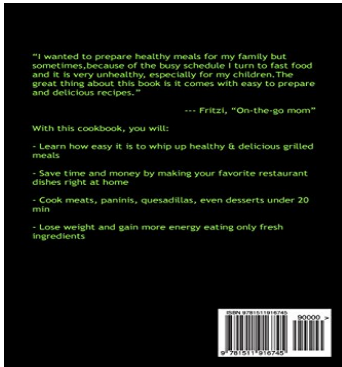 “I wanted to prepare healthy meals for my family but
sometimes,because of the busy schedule I turn to fast food
and it is very unhealthy, especially for my children.The
great thing about this book is it comes with easy to prepare
and delicious recipes.”
--- Fritzi, “On-the-go mom”
With this cookbook, you will:
- Learn how easy it is to whip up healthy & delicious grilled
meals
- Save time and money by making your favorite restaurant
dishes right at home
- Cook meats, paninis, quesadillas, even desserts under 20
min
- Lose weight and gain more energy eating only fresh
ingredients
ISBN 9781511916745
90000 >
9 781511 916745